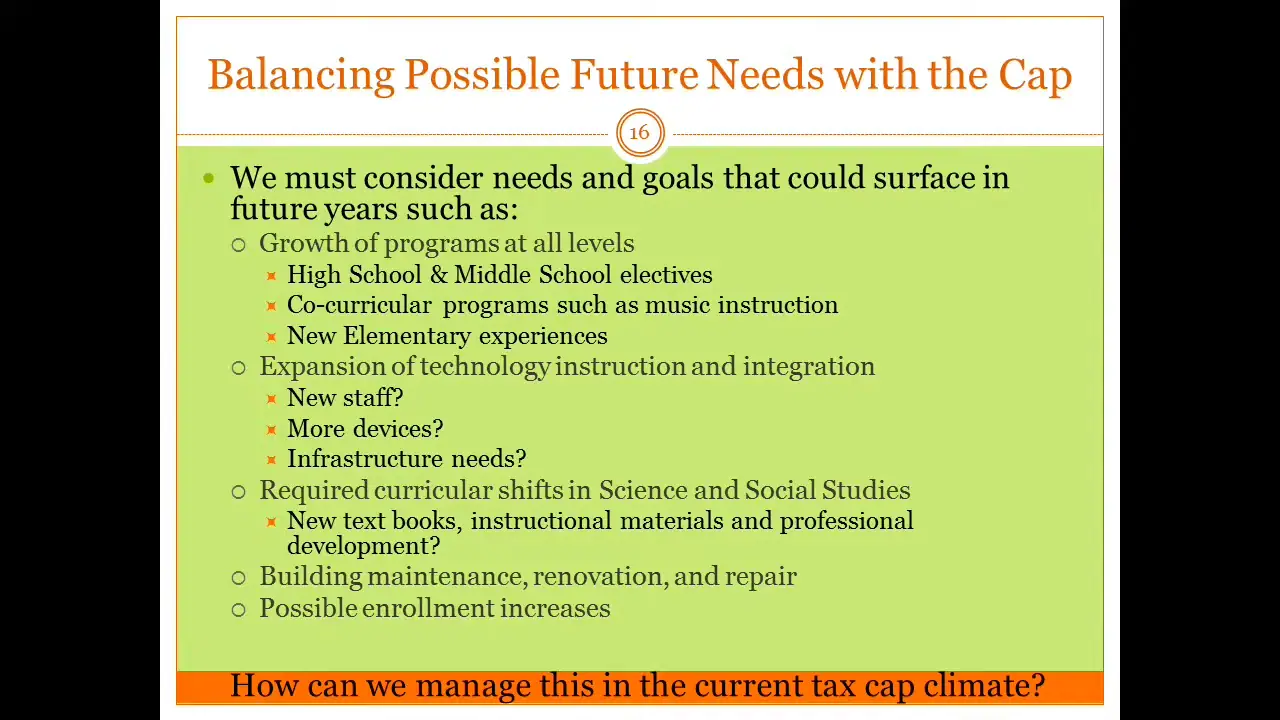 Balancing Possible Future Needs with the Cap
16
We must consider needs and goals that could surface in
future years such as:
Growth of programs at all levels
High School & Middle School electives
Co-curricular programs such as music instruction
New Elementary experiences
Expansion of technology instruction and integration
New staff?
More devices?
Infrastructure needs?
Required curricular shifts in Science and Social Studies
New text books, instructional materials and professional
development?
Building maintenance, renovation, and repair
Possible enrollment increases
How can we manage this in the current tax cap climate?